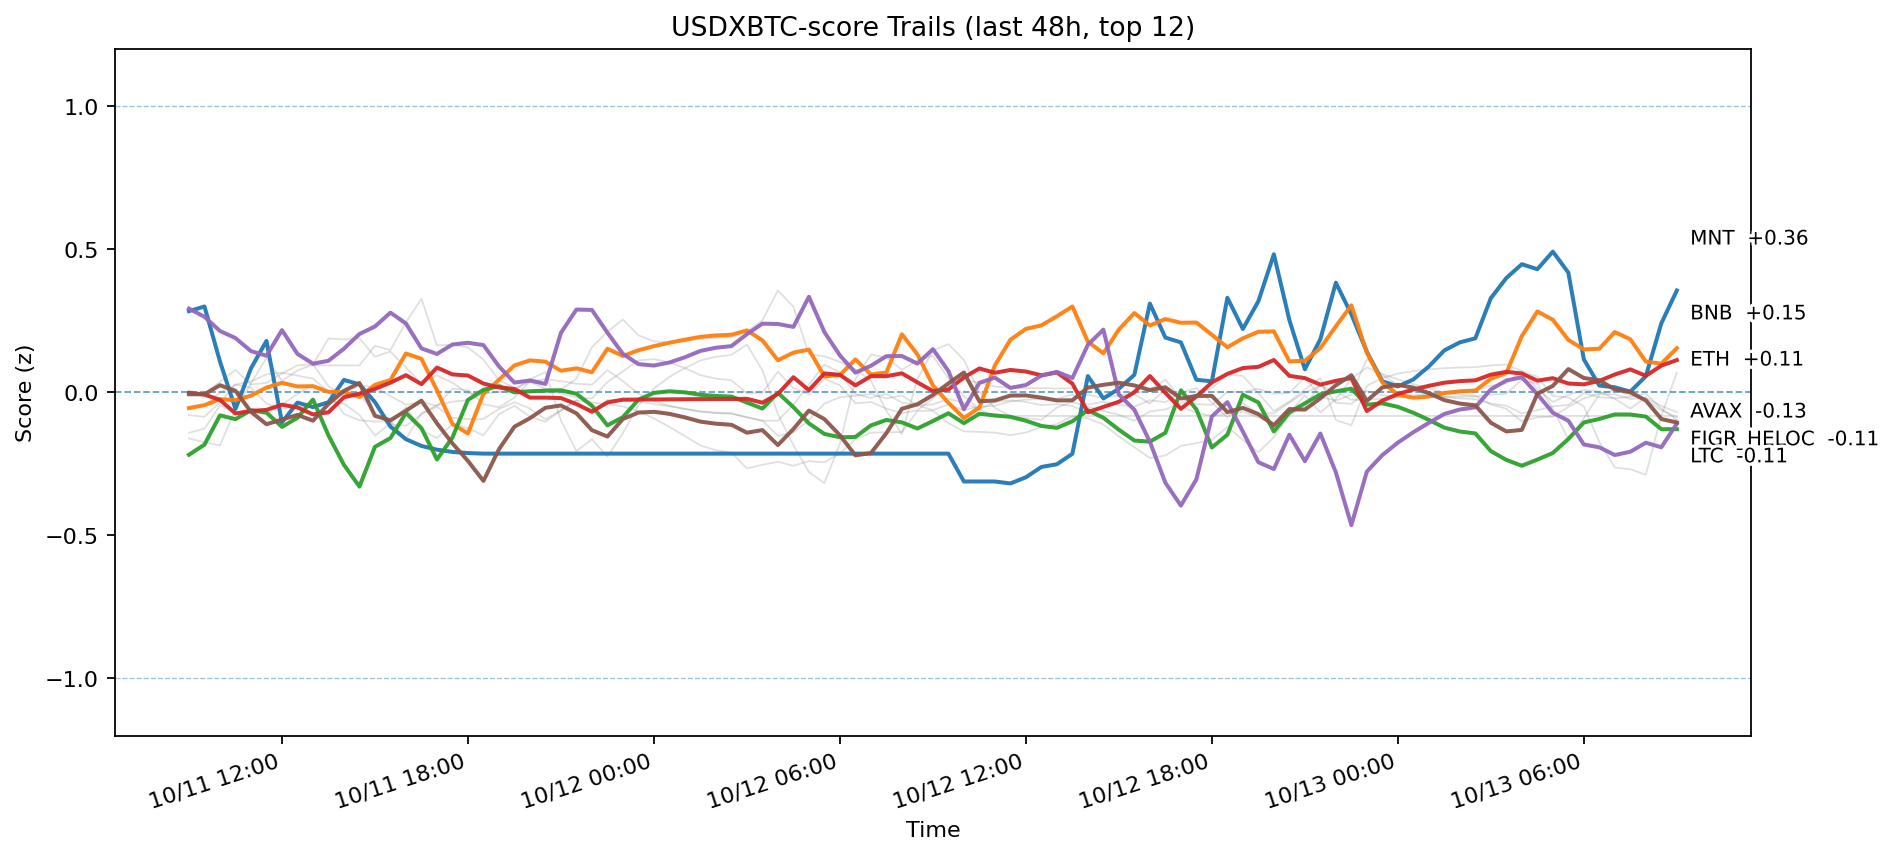 USDXBTC-score Trails (last 48h, top 12)
Score (z)
1.0
0.5
0.0
−0.5
−1.0
MNT +0.36
BNB +0.15
ETH +0.11
AVAX -0.13
FIGR_HELOC -0.11
LTC -0.11
10/11 12:00
10/11 18:00
10/12 00:00
10/12 06:00
10/12 12:00
10/12 18:00
10/13 00:00
10/13 06:00
Time